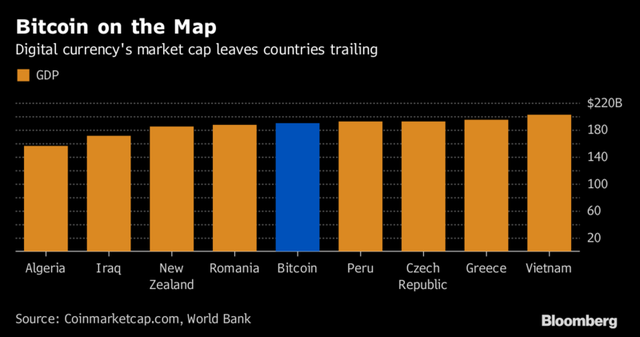 Bitcoin on the Map
Digital currency's market cap leaves countries trailing
GDP
$220B
180
140
100
60
20
Algeria
Iraq
New
Zealand
Romania
Bitcoin
Peru
Czech
Republic
Greece
Vietnam
Source: Coinmarketcap.com, World Bank
Bloomberg